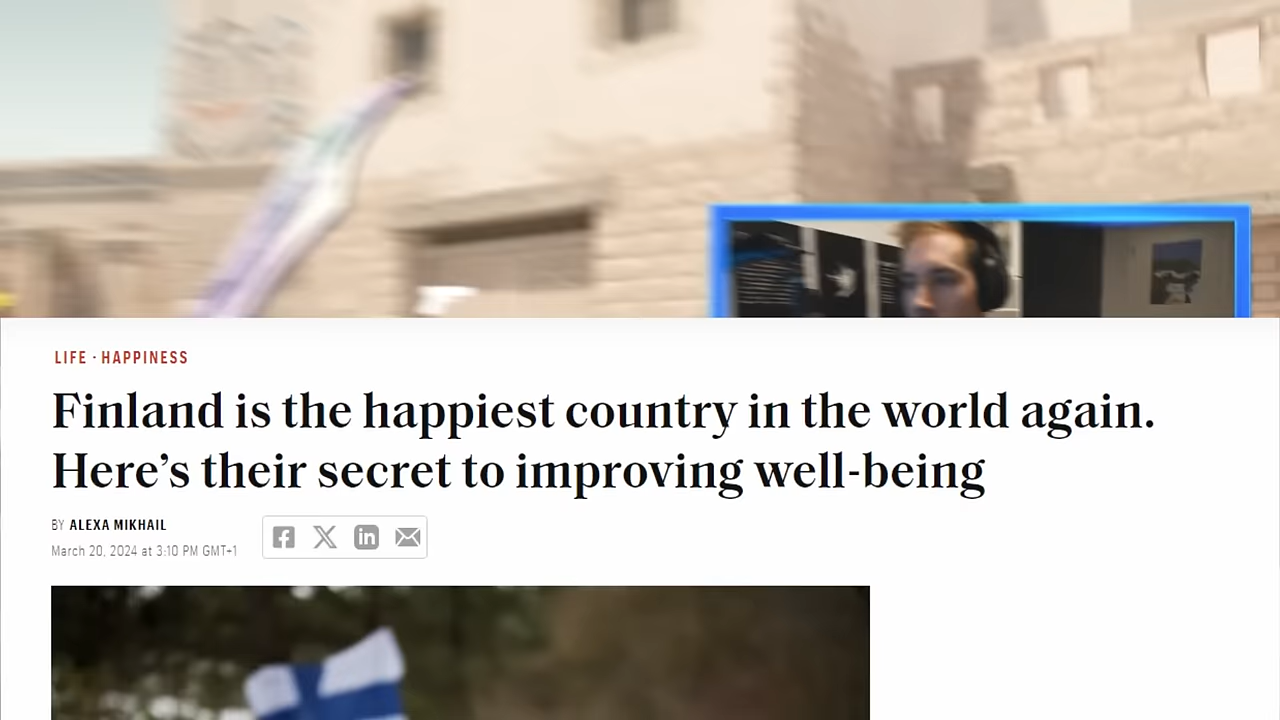 LIFE · HAPPINESS
Finland is the happiest country in the world again.
Here’s their secret to improving well-being
BY ALEXA MIKHAIL
March 20, 2024 at 3:10 PM GMT+1